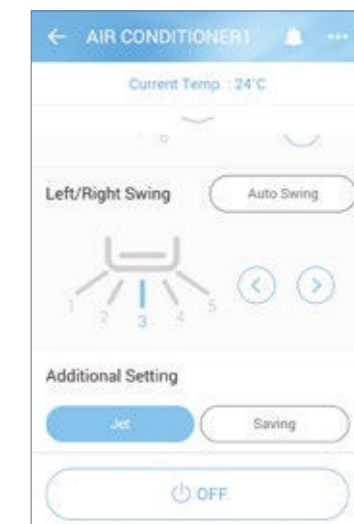 AIR CONDITIONER1
Current Temp : 24°C
6
Left/Right Swing
Auto Swing
1 2 3 4 5
Additional Setting
Jet
Saving
OFF